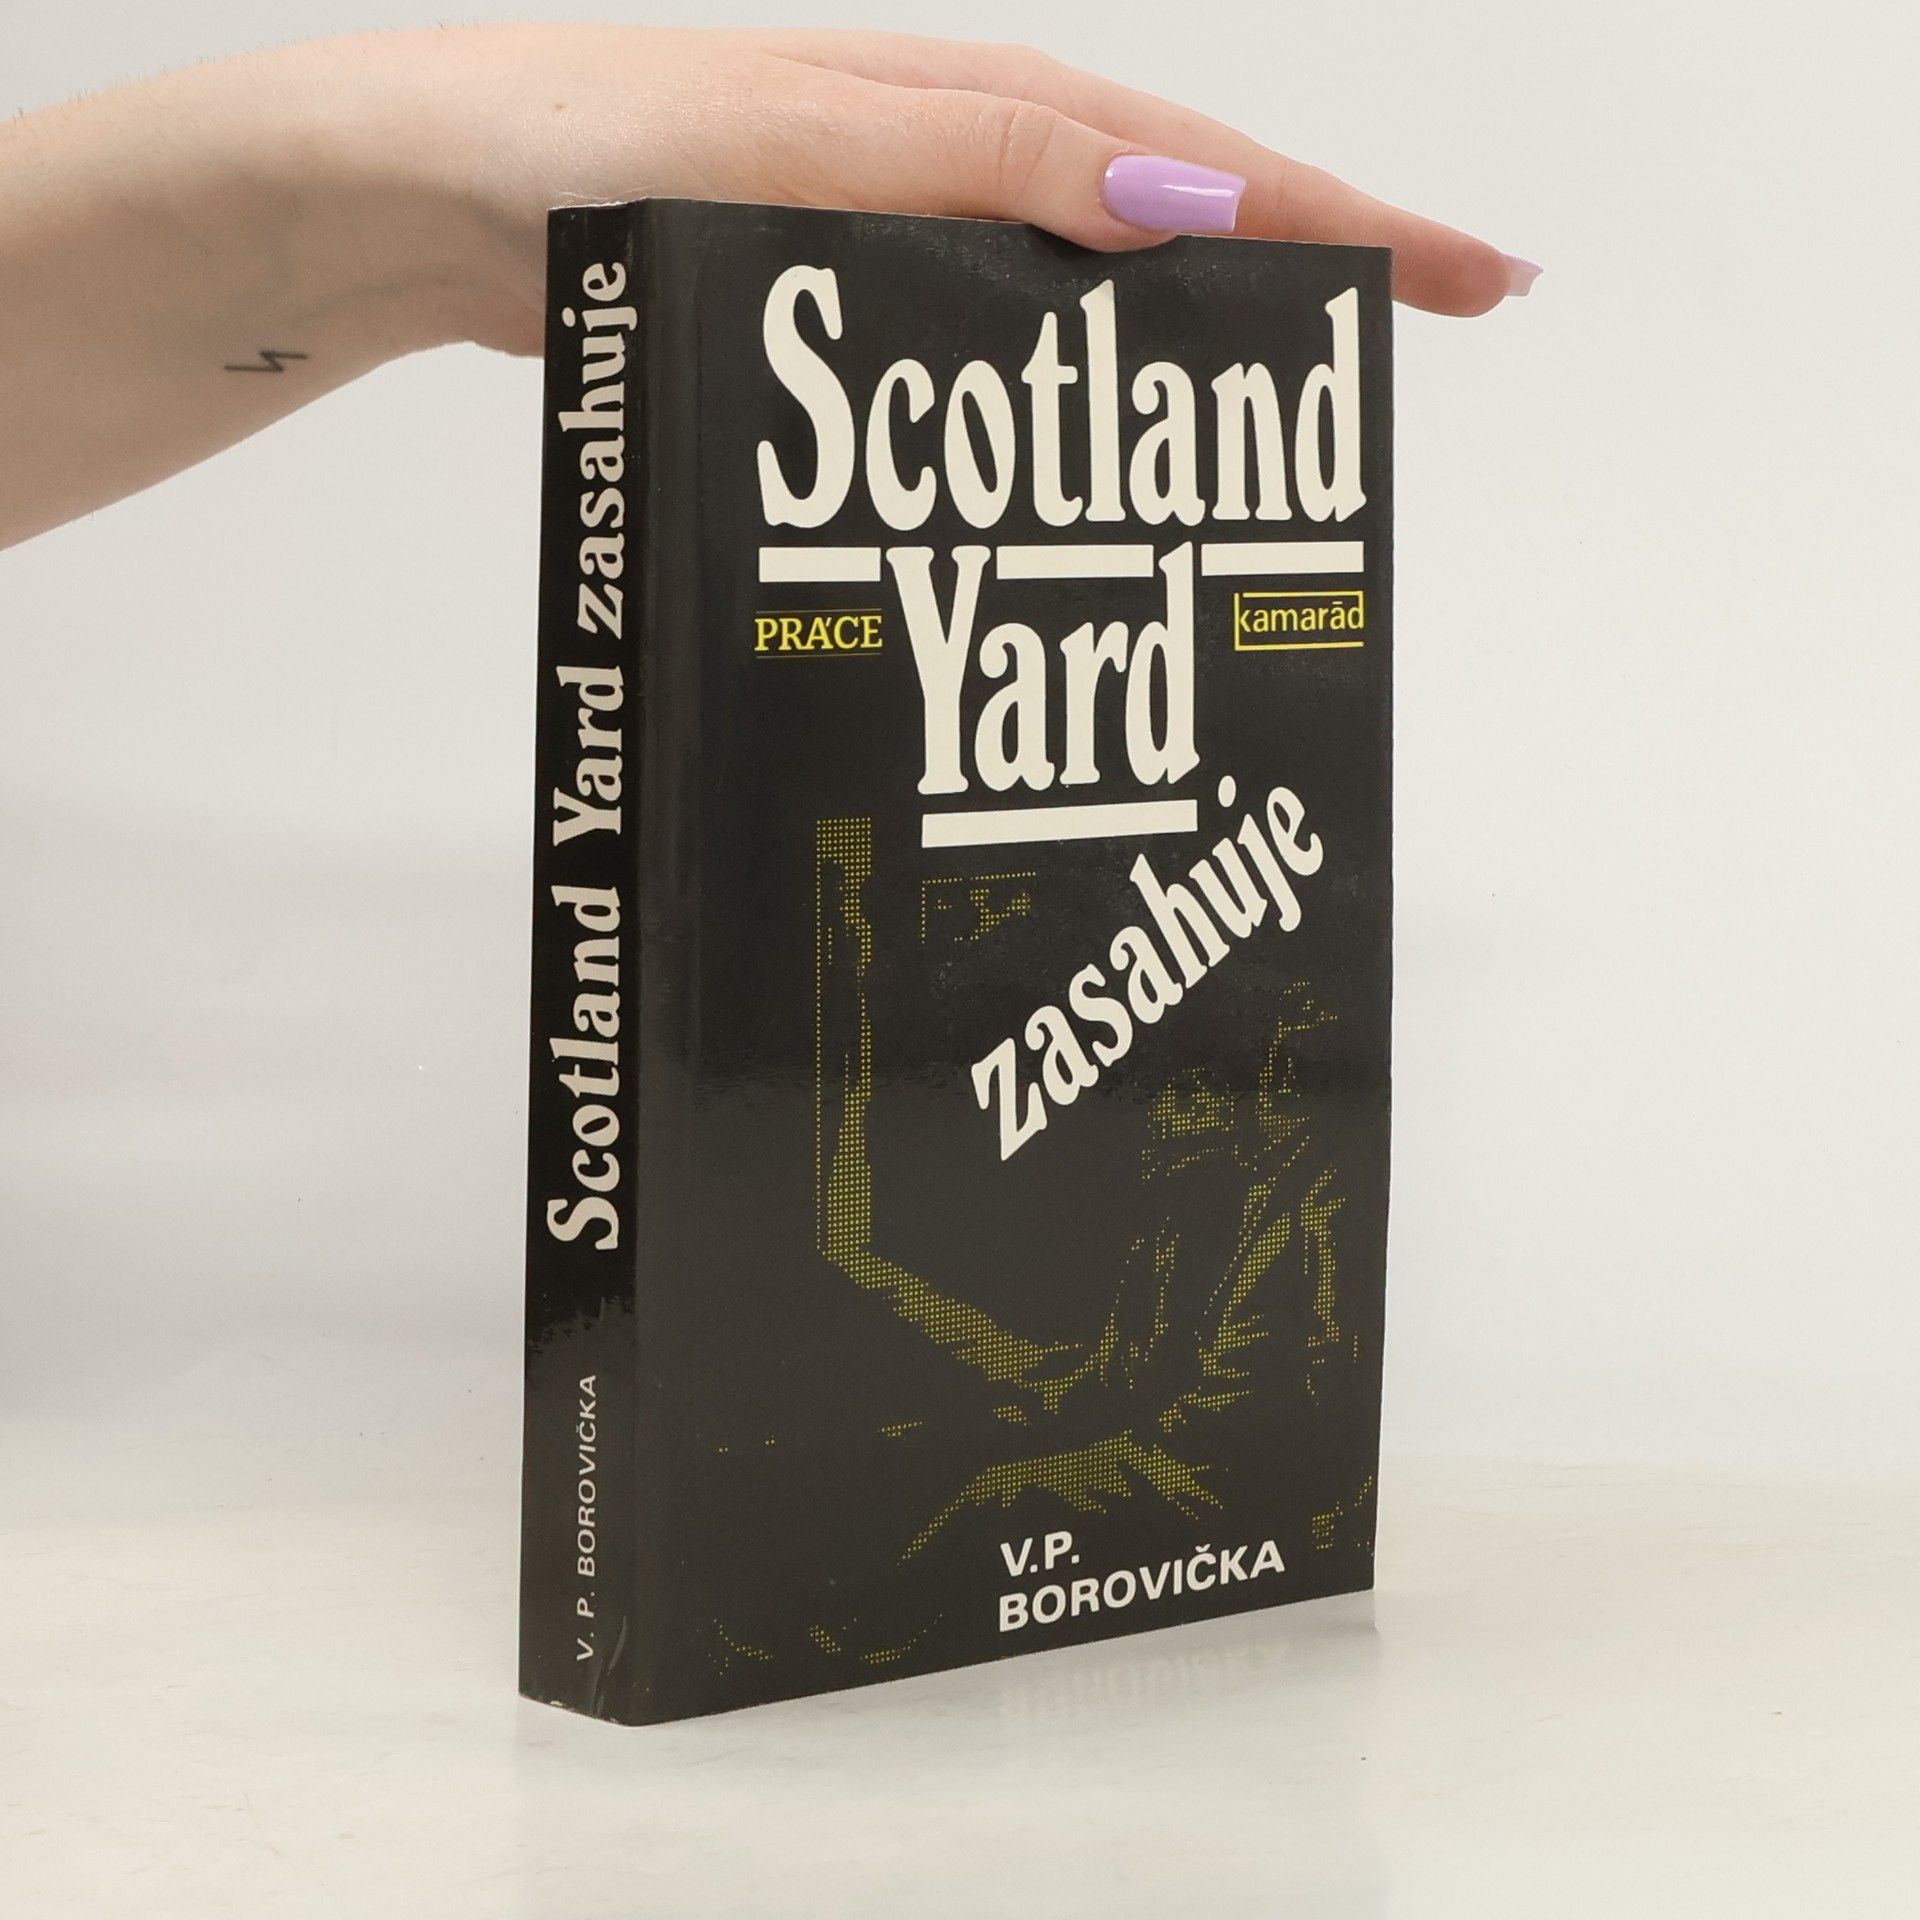 Scotland Yard zasahuje
V. P. BOROVIČKA
Scotland
Yard
PRÁCE
kamarád
zasahuje
V.P.
BOROVIČKA